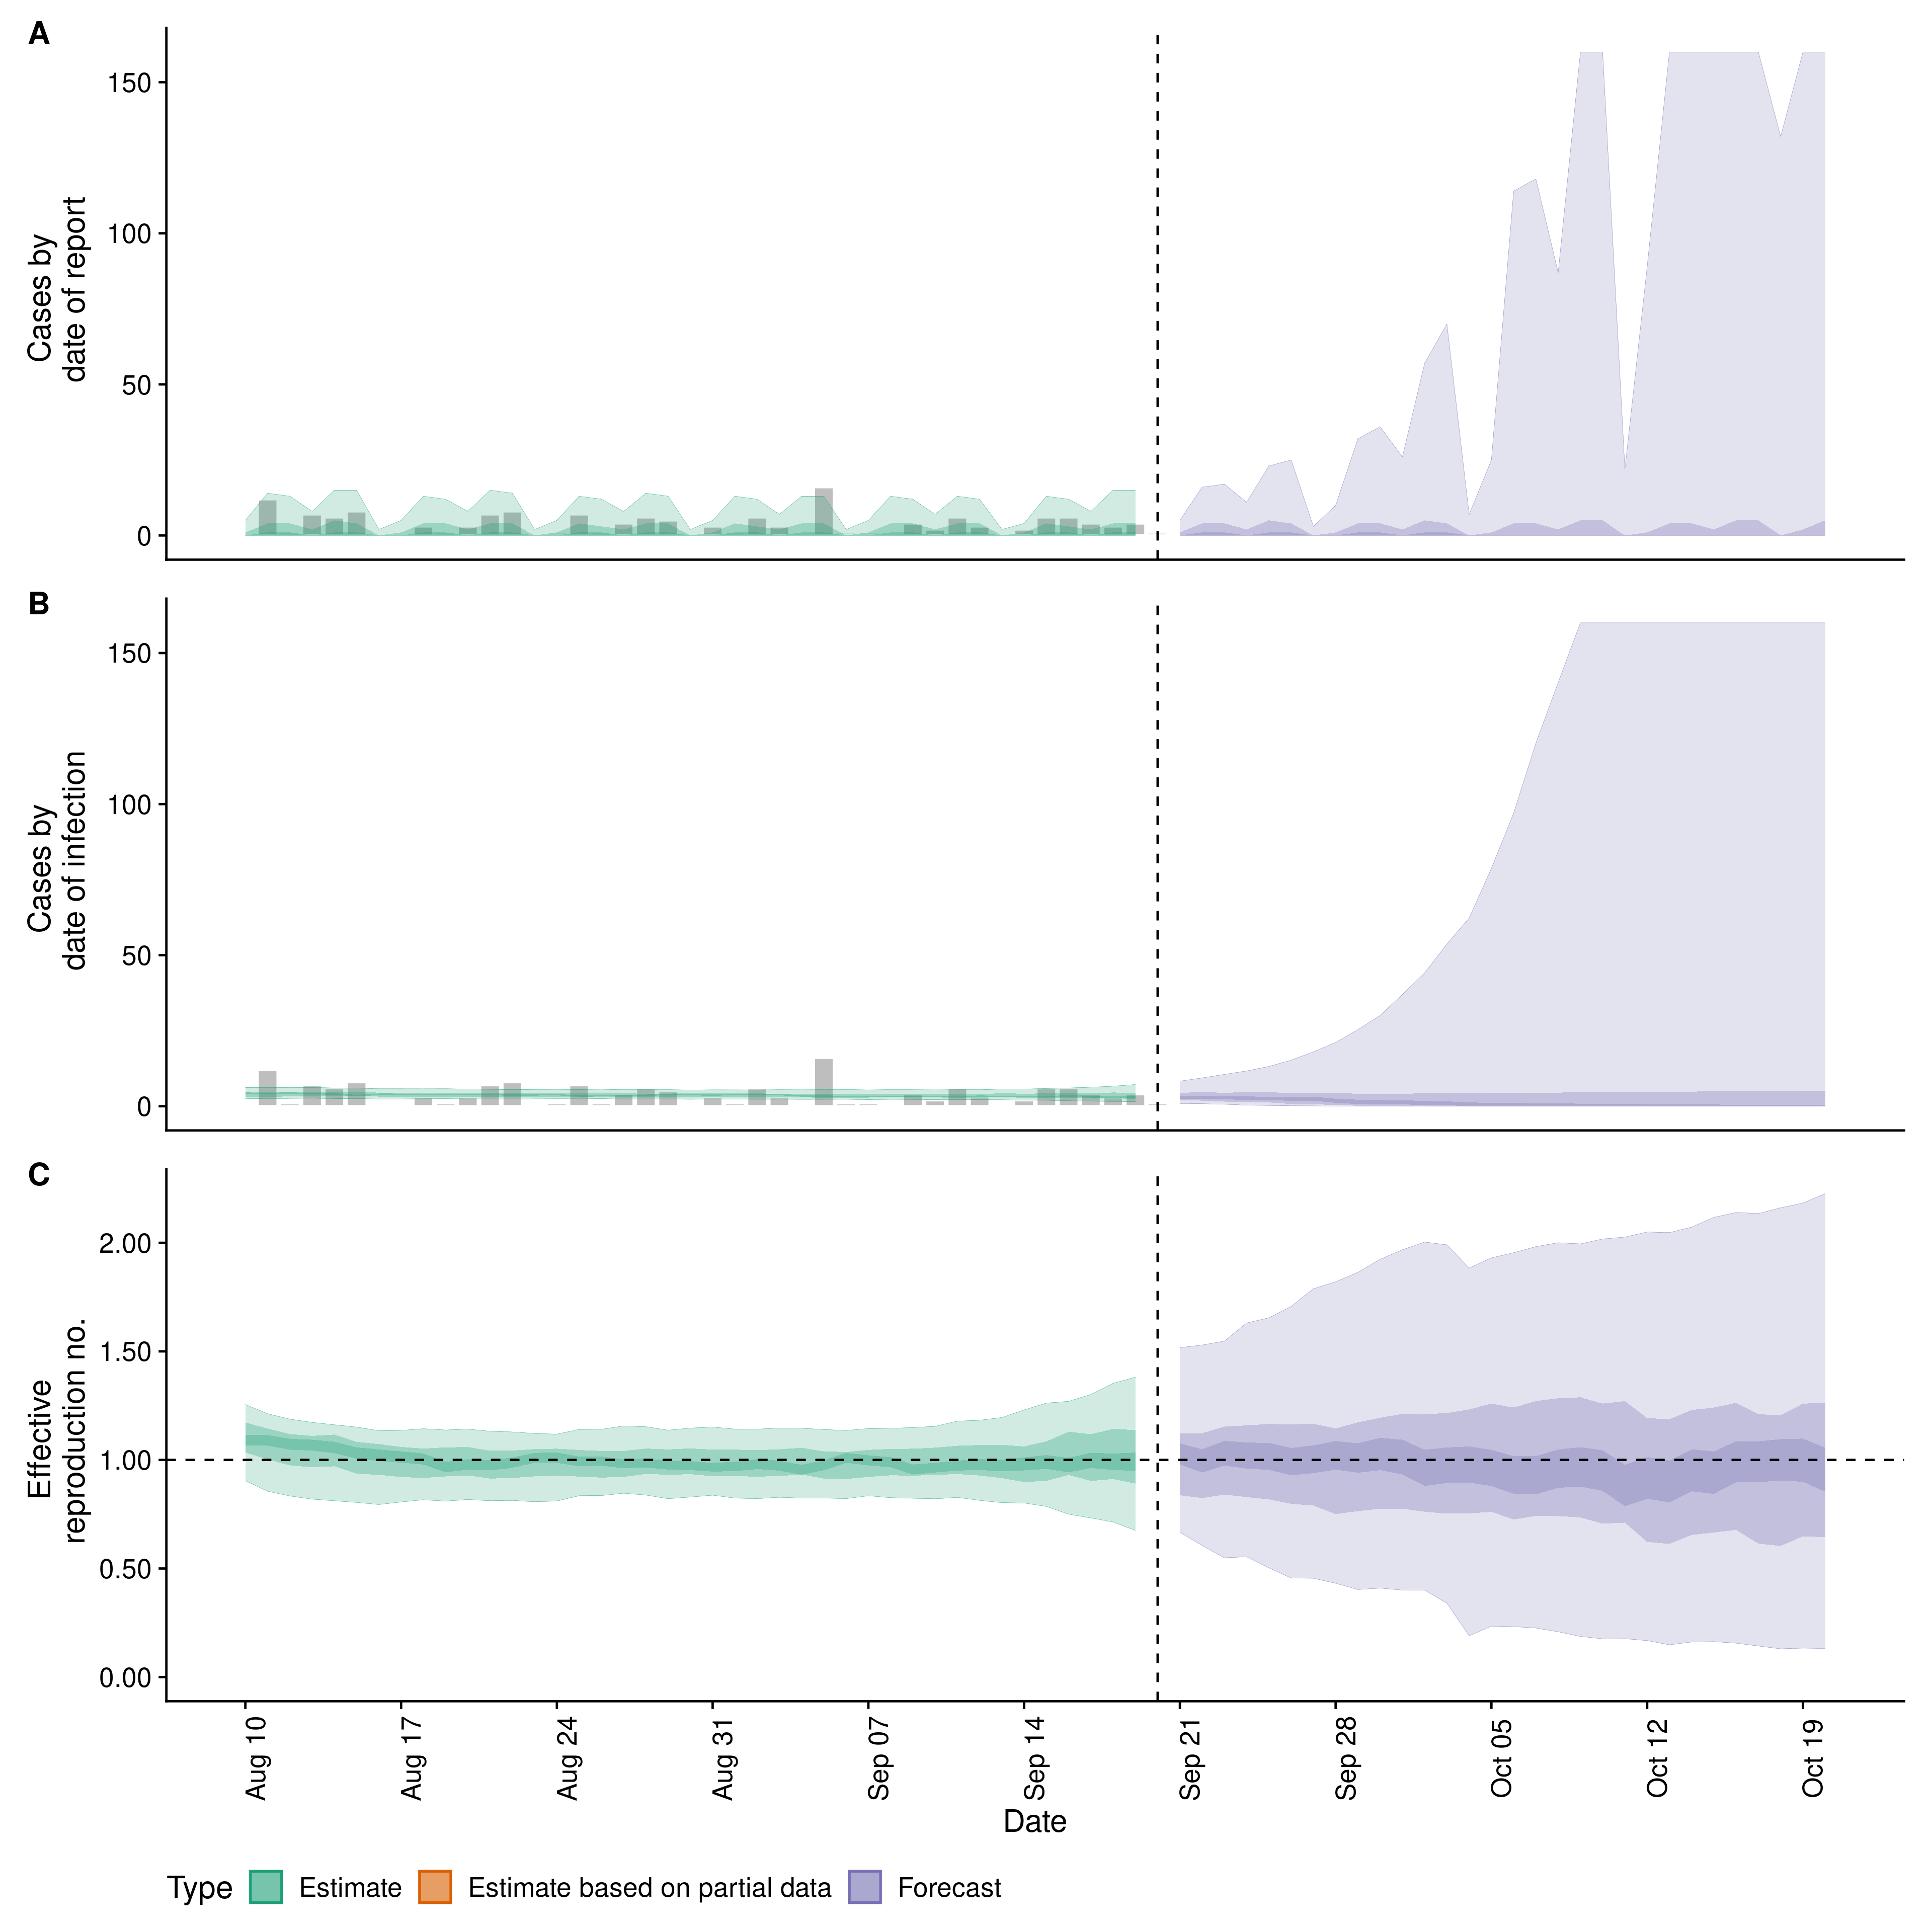 A
Cases by
date of report
150
100
50
0
B
Cases by
date of infection
150
100
50
0
C
Effective
reproduction no.
2.00
1.50
1.00
0.50
0.00
Aug 10
Aug 17
Aug 24
Aug 31
Sep 07
Sep 14
Sep 21
Sep 28
Oct 05
Oct 12
Oct 19
Date
Type Estimate Estimate based on partial data Forecast